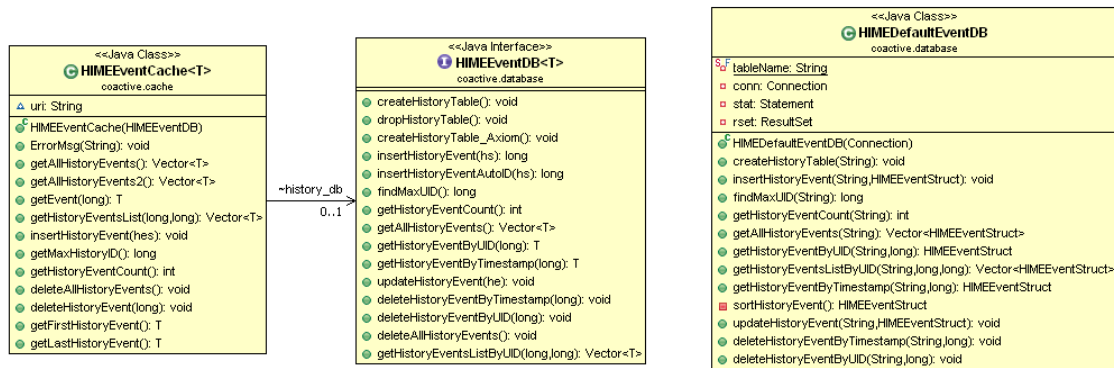 <<Java Class>>
HIMEEventCache<T>
coactive.cache
uri: String
HIMEEventCache(HIMEEventDB)
ErrorMsg(String): void
getAllHistoryEvents(): Vector<T>
getAllHistoryEvents2(): Vector<T>
getEvent(long): T
getHistoryEventsList(long,long): Vector<T>
insertHistoryEvent(hes): void
getMaxHistoryID(): long
getHistoryEventCount(): int
deleteAllHistoryEvents(): void
deleteHistoryEvent(long): void
getFirstHistoryEvent(): T
getLastHistoryEvent(): T
~history_db
0..1
<<Java Interface>>
HIMEEventDB<T>
coactive.database
createHistoryTable(): void
dropHistoryTable(): void
createHistoryTable_Axiom(): void
insertHistoryEvent(hs): long
insertHistoryEventAutoID(hs): long
findMaxUID(): long
getHistoryEventCount(): int
getAllHistoryEvents(): Vector<T>
getHistoryEventByUID(long): T
getHistoryEventByTimestamp(long): T
updateHistoryEvent(he): void
deleteHistoryEventByTimestamp(long): void
deleteHistoryEventByUID(long): void
deleteAllHistoryEvents(): void
getHistoryEventsListByUID(long,long): Vector<T>
<<Java Class>>
HIMEDefaultEventDB
coactive.database
tableName: String
conn: Connection
stat: Statement
rset: ResultSet
HIMEDefaultEventDB(Connection)
createHistoryTable(String): void
insertHistoryEvent(String,HIMEEventStruct): void
findMaxUID(String): long
getHistoryEventCount(String): int
getAllHistoryEvents(String): Vector<HIMEEventStruct>
getHistoryEventByUID(String,long): HIMEEventStruct
getHistoryEventsListByUID(String,long,long): Vector<HIMEEventStruct>
getHistoryEventByTimestamp(String,long): HIMEEventStruct
sortHistoryEvent(): HIMEEventStruct
updateHistoryEvent(String,HIMEEventStruct): void
deleteHistoryEventByTimestamp(String,long): void
deleteHistoryEventByUID(String,long): void